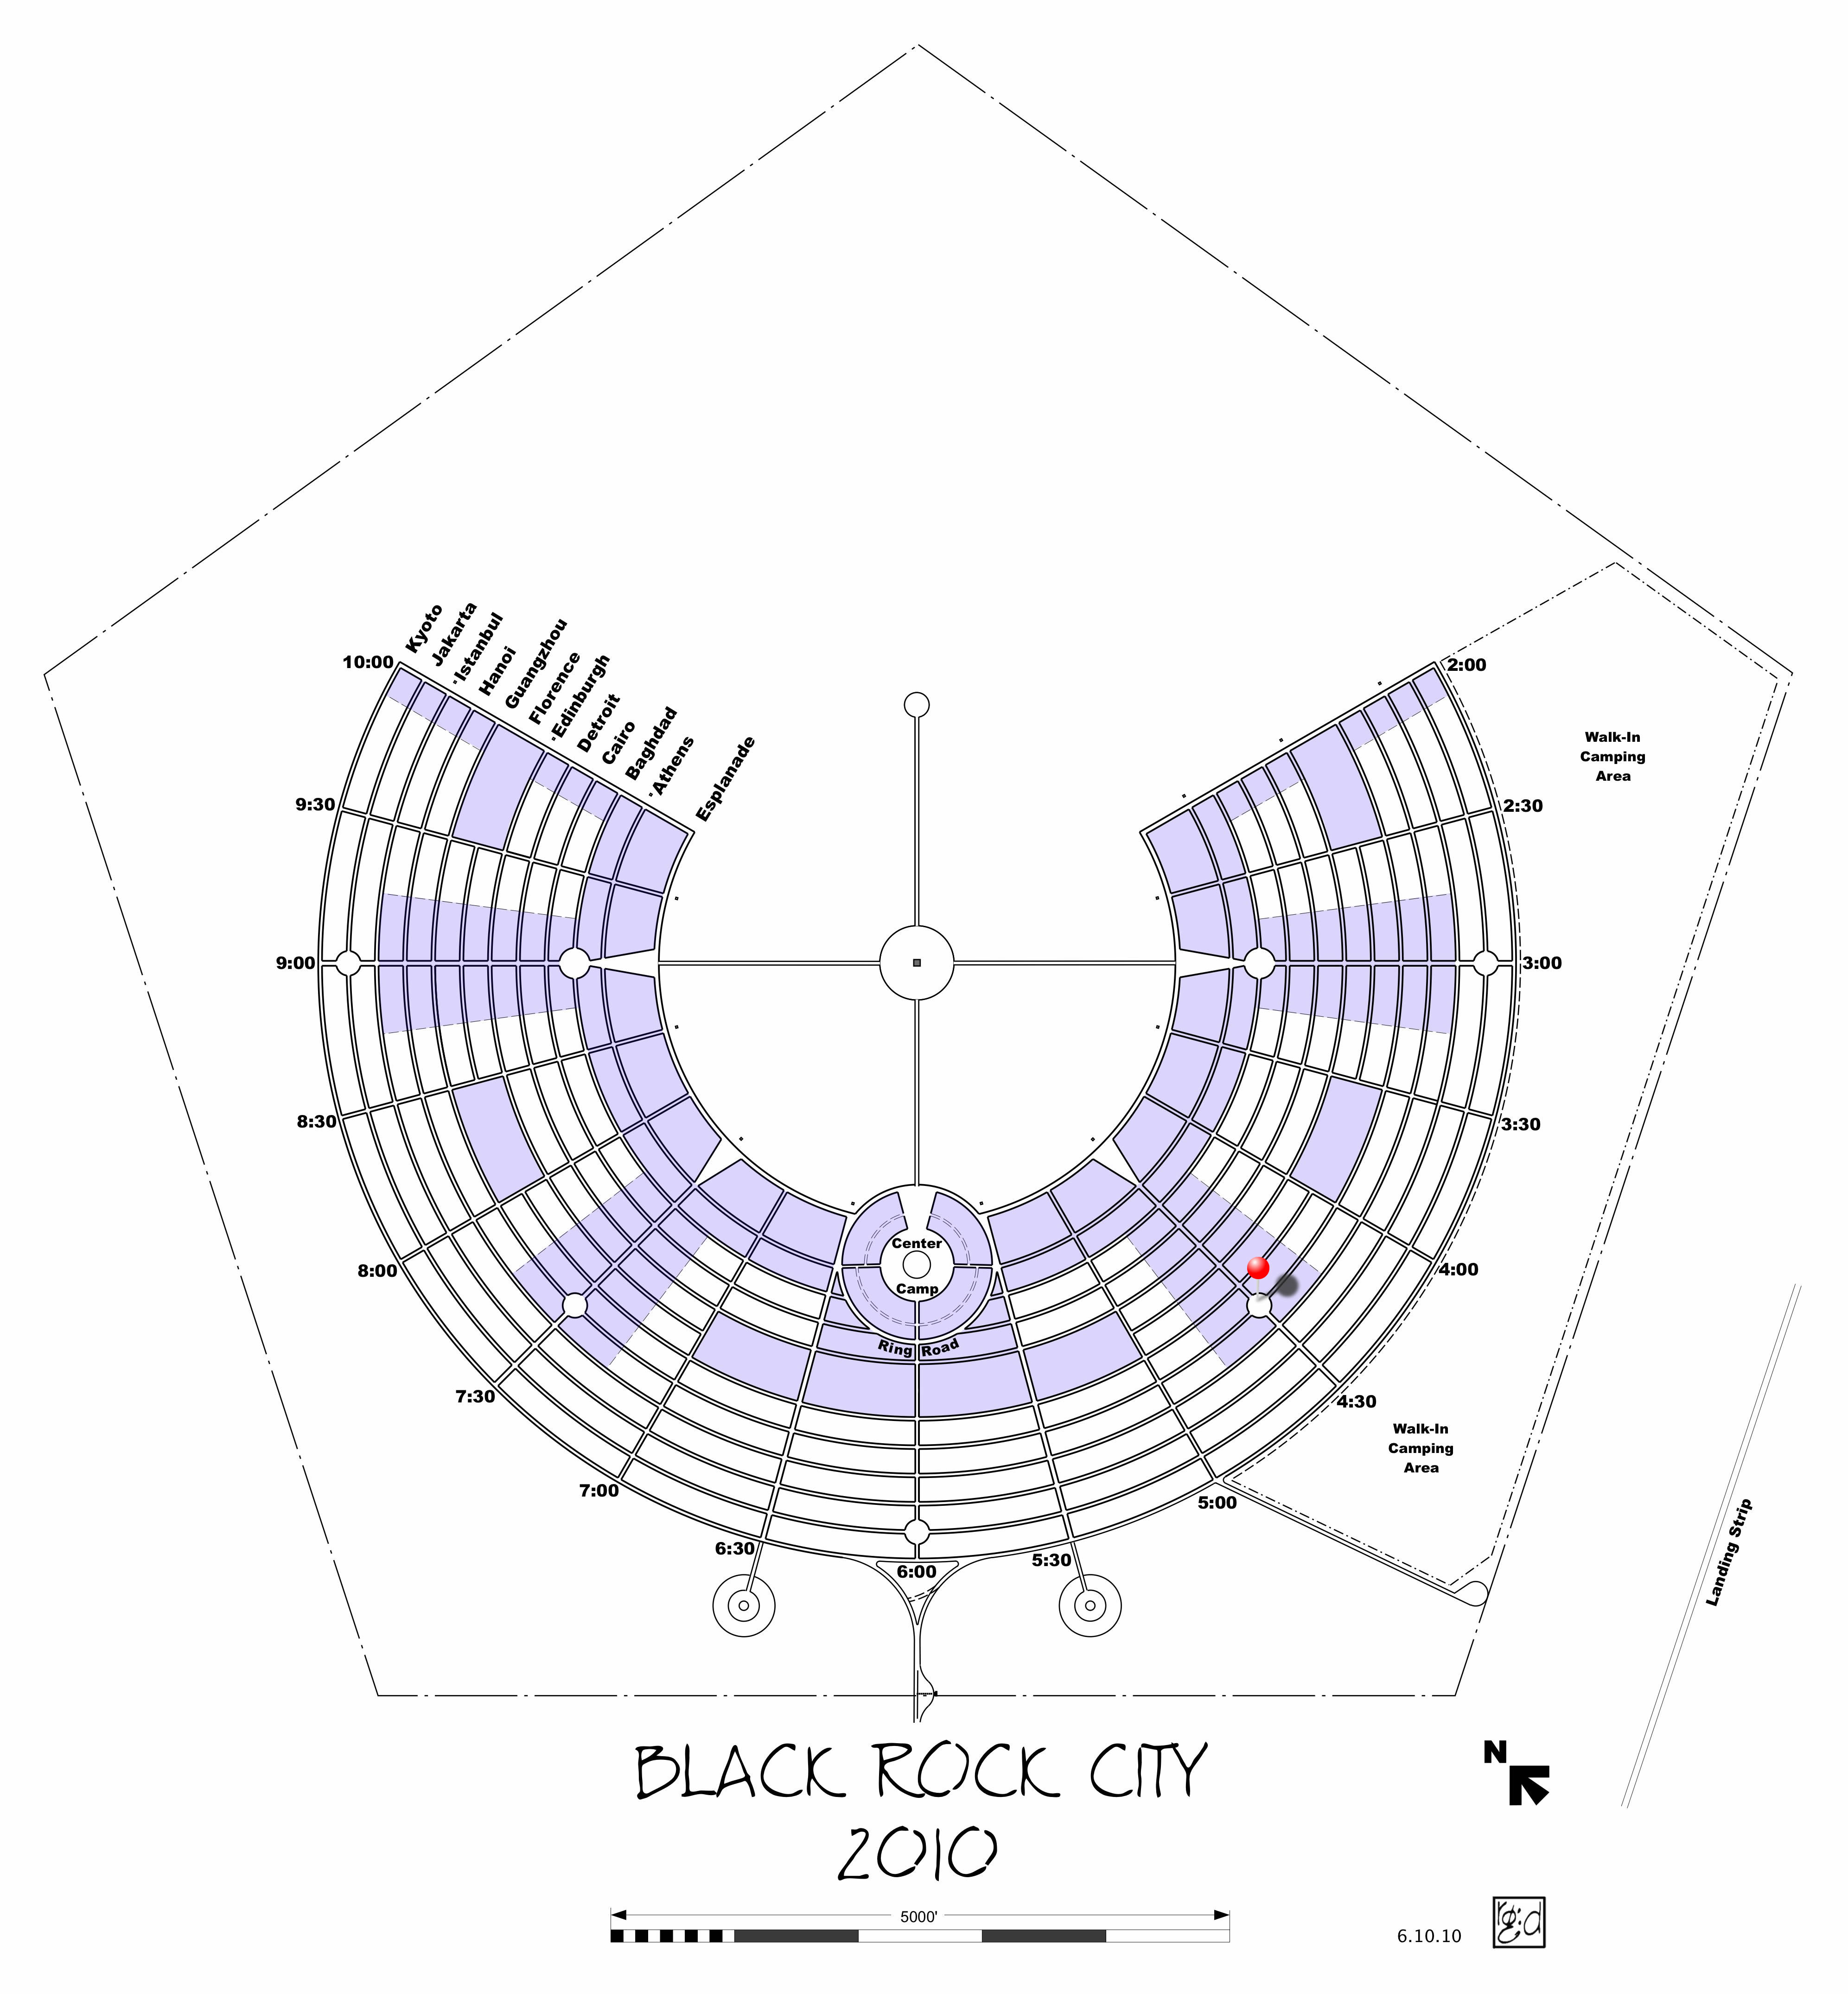 Kyoto
Jakarta
Istanbul
Hanoi
Guangzhou
Florence
Edinburgh
Detroit
Cairo
Baghdad
Athens
Esplanade
10:00
2:00
Walk-In
Camping
Area
9:30
2:30
9:00
3:00
8:30
3:30
Center
Camp
8:00
4:00
Ring Road
7:30
4:30
Walk-In
Camping
Area
7:00
5:00
6:30
5:30
6:00
Landing Strip
BLACK ROCK CITY
2010
N
5000'
6.10.10
rg:d